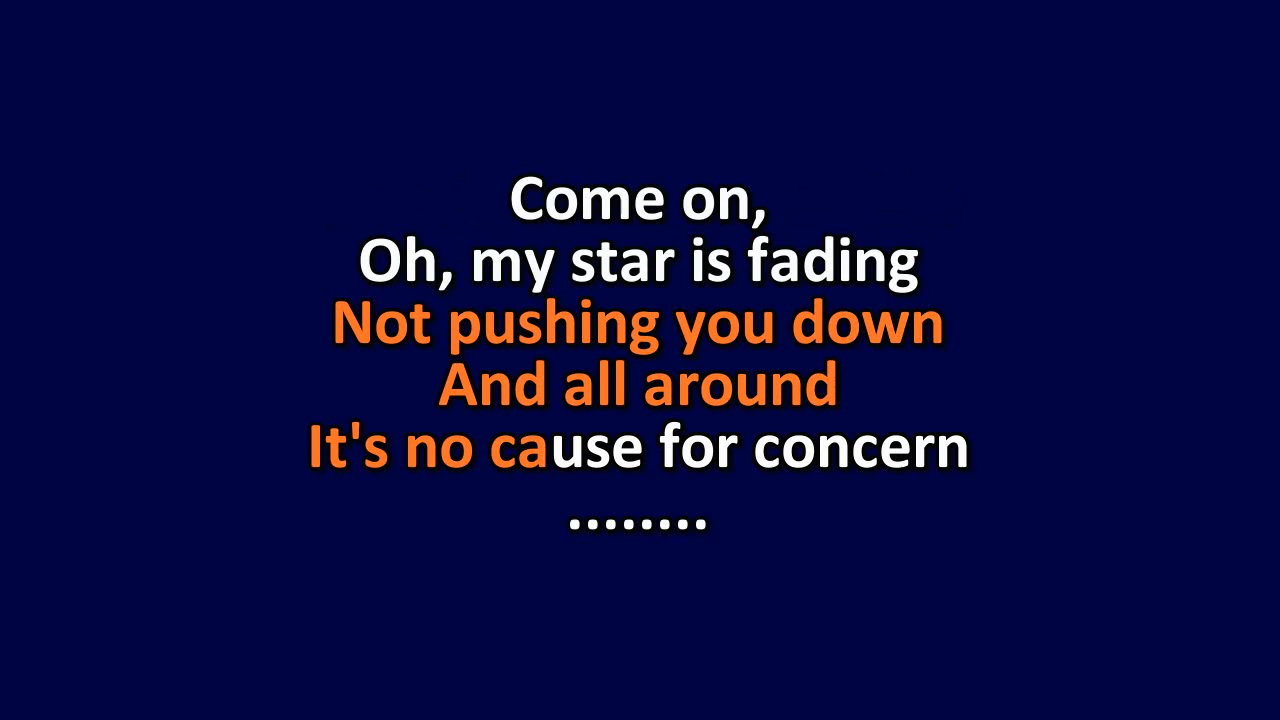 Come on,
Oh, my star is fading
Not pushing you down
And all around
It's no cause for concern
........